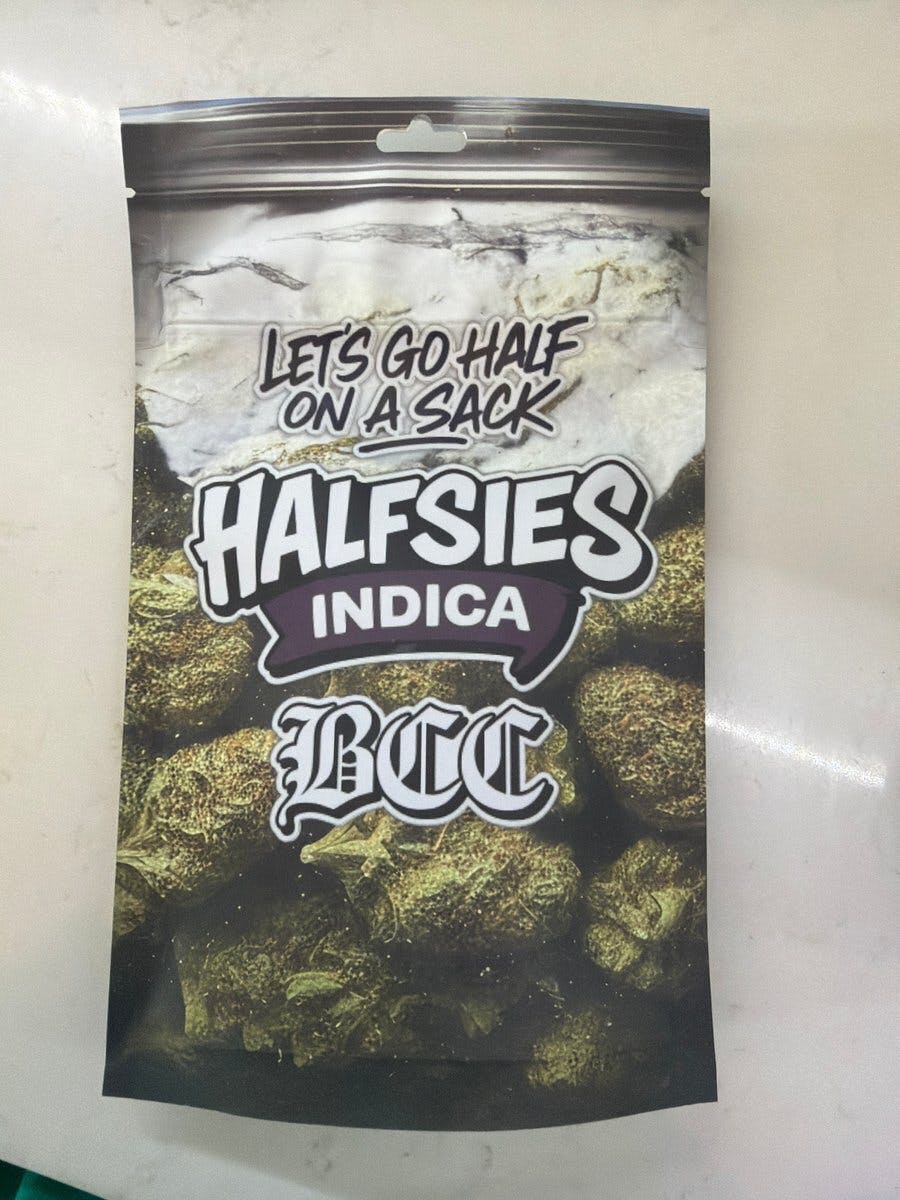 LET'S GO HALF
ON A SACK
HALFSIES
INDICA
BCC